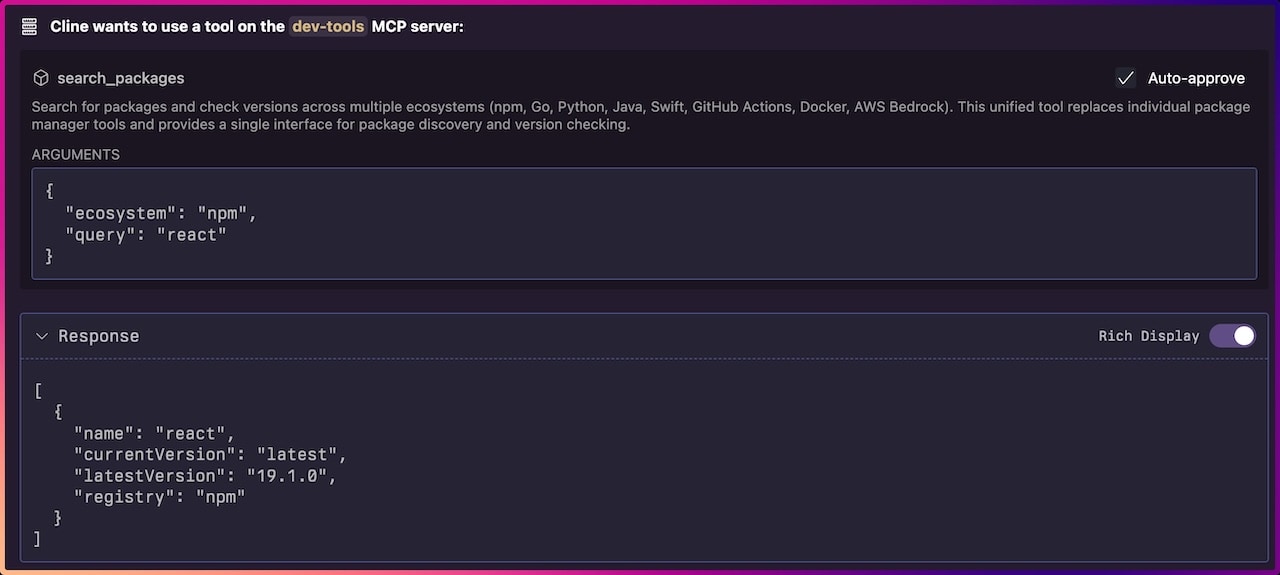 Cline wants to use a tool on the dev-tools MCP server:
search_packages
Auto-approve
Search for packages and check versions across multiple ecosystems (npm, Go, Python, Java, Swift, GitHub Actions, Docker, AWS Bedrock). This unified tool replaces individual package
manager tools and provides a single interface for package discovery and version checking.
ARGUMENTS
{
  "ecosystem": "npm",
  "query": "react"
}
Response
Rich Display
[
  {
    "name": "react",
    "currentVersion": "latest",
    "latestVersion": "19.1.0",
    "registry": "npm"
  }
]